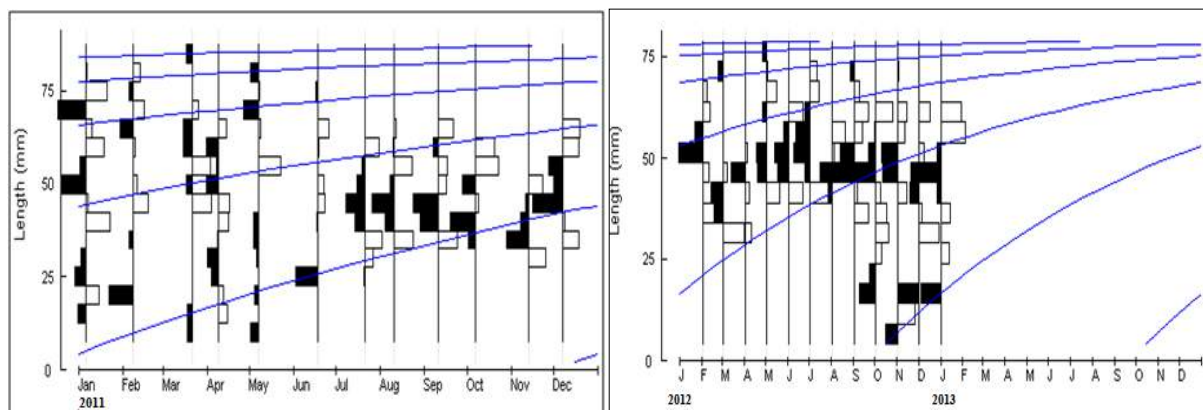 Length (mm)
75
50
25
0
Jan Feb Mar Apr May Jun Jul Aug Sep Oct Nov Dec
2011
Length (mm)
75
50
25
0
J F M A M J J A S O N D J F M A M J J A S O N D
2012 2013